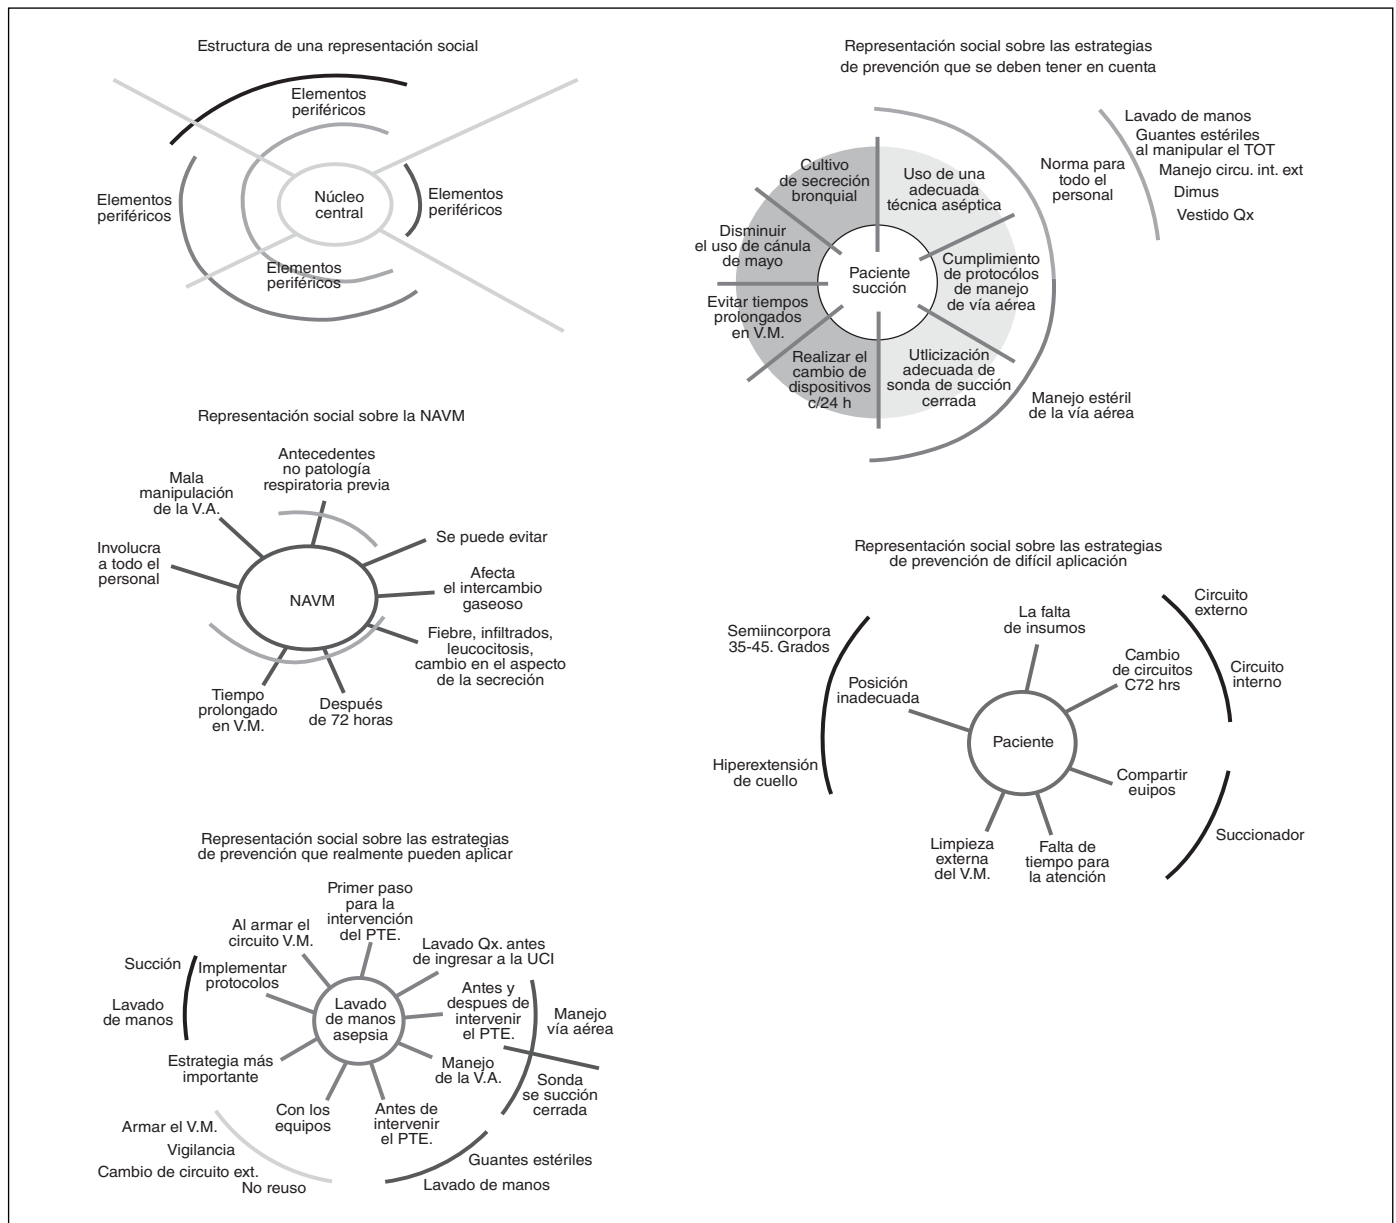 Estructura de una representación social
Elementos
periféricos
Elementos
periféricos
Núcleo
central
Elementos
periféricos
Elementos
periféricos
Representación social sobre la NAVM
Antecedentes
no patología
respiratoria previa
Mala
manipulación
de la V.A.
Involucra
a todo el
personal
Se puede evitar
Afecta
el intercambio
gaseoso
NAVM
Fiebre, infiltrados,
leucocitosis,
cambio en el aspecto
de la secreción
Tiempo
prolongado
en V.M.
Después
de 72 horas
Representación social sobre las estrategias
de prevención que realmente pueden aplicar
Primer paso
para la
intervención
del PTE.
Al armar el
circuito V.M.
Lavado Qx. antes
de ingresar a la UCI
Succión
Implementar
protocolos
Lavado
de manos
Lavado
de manos
asepsia
Antes y
despues de
intervenir
el PTE.
Manejo
vía aérea
Estrategia más
importante
Manejo
de la V.A.
Sonda
se succión
cerrada
Con los
equipos
Antes de
intervenir
el PTE.
Armar el V.M.
Vigilancia
Cambio de circuito ext.
No reuso
Guantes estériles
Lavado de manos
Representación social sobre las estrategias
de prevención que se deben tener en cuenta
Lavado de manos
Guantes estériles
al manipular el TOT
Manejo circu. int. ext
Dimus
Vestido Qx
Norma para
todo el
personal
Cultivo
de secreción
bronquial
Uso de una
adecuada
técnica aséptica
Disminuir
el uso de cánula
de mayo
Paciente
succión
Cumplimiento
de protocólos
de manejo
de vía aérea
Evitar tiempos
prolongados
en V.M.
Realizar el
cambio de
dispositivos
c/24 h
Utlicización
adecuada de
sonda de succión
cerrada
Manejo estéril
de la vía aérea
Representación social sobre las estrategias
de prevención de difícil aplicación
Circuito
externo
La falta
de insumos
Semiincorpora
35-45. Grados
Cambio
de circuitos
C72 hrs
Circuito
interno
Posición
inadecuada
Paciente
Hiperextensión
de cuello
Compartir
euipos
Succionador
Limpieza
externa
del V.M.
Falta de
tiempo para
la atención